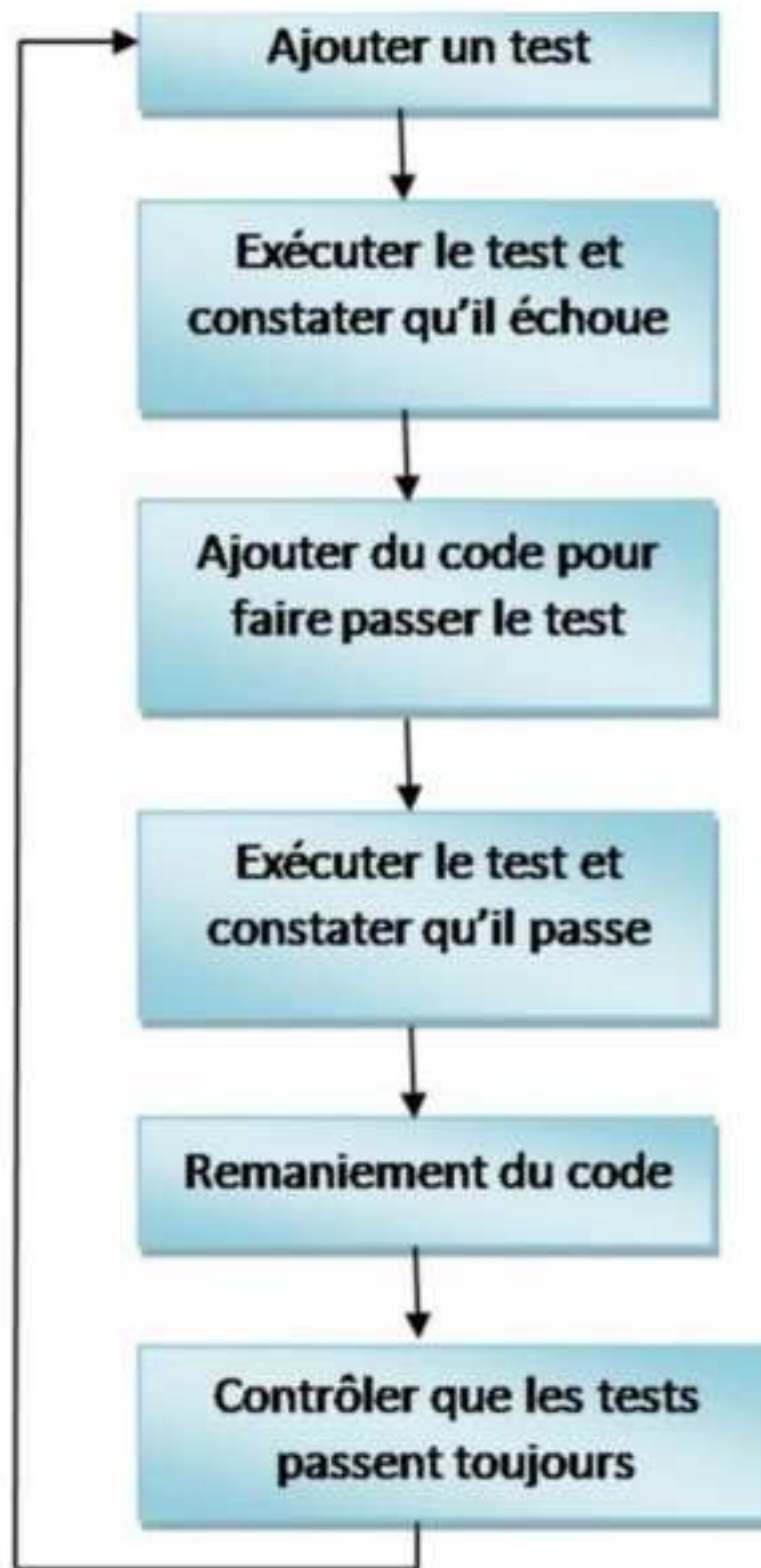 Ajouter un test
Exécuter le test et
constater qu'il échoue
Ajouter du code pour
faire passer le test
Exécuter le test et
constater qu'il passe
Remaniement du code
Contrôler que les tests
passent toujours